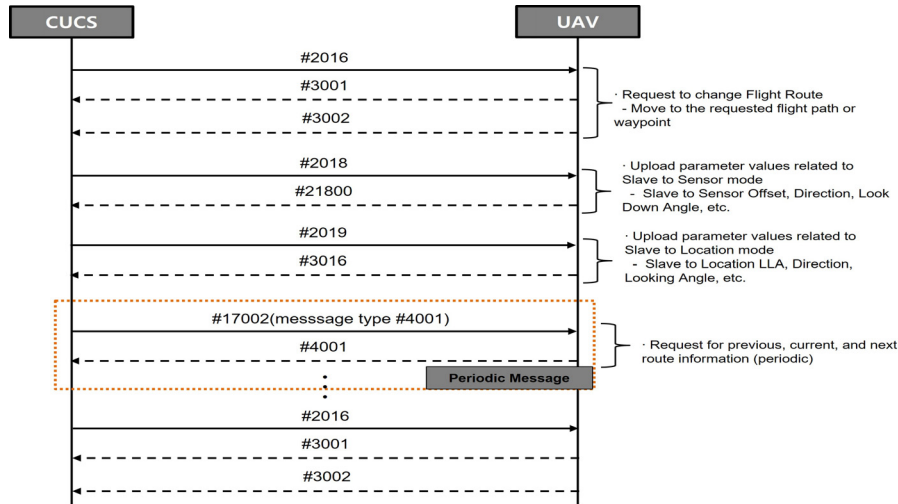 CUCS
UAV
#2016
#3001
#3002
· Request to change Flight Route
- Move to the requested flight path or
waypoint
#2018
#21800
· Upload parameter values related to
Slave to Sensor mode
- Slave to Sensor Offset, Direction, Look
Down Angle, etc.
#2019
#3016
· Upload parameter values related to
Slave to Location mode
- Slave to Location LLA, Direction,
Looking Angle, etc.
#17002(messsage type #4001)
#4001
· Request for previous, current, and next
route information (periodic)
Periodic Message
#2016
#3001
#3002